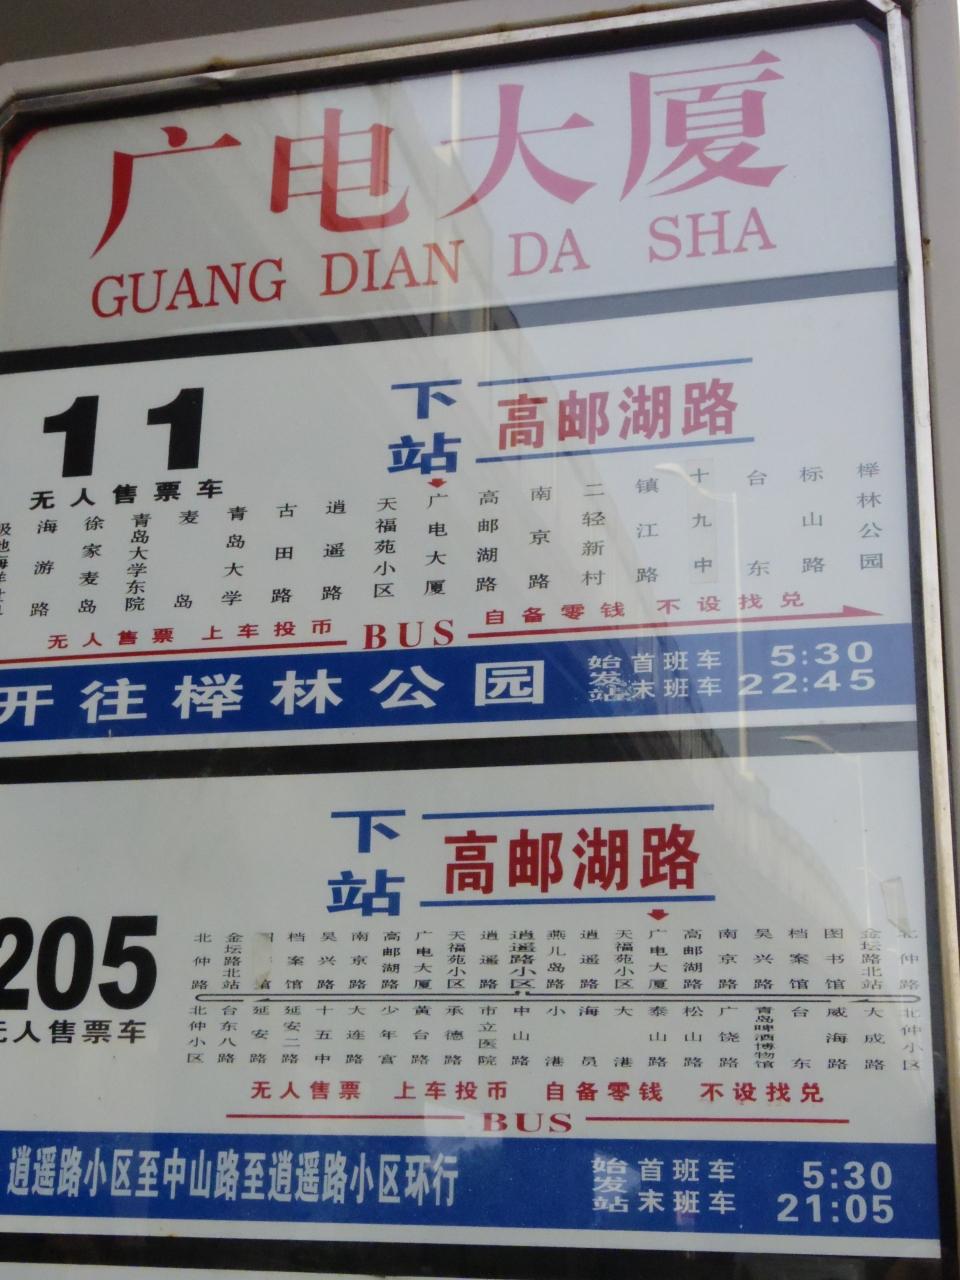 广电大厦
GUANG DIAN DA SHA
11
无人售票车
下站
高邮湖路
海游路
徐家麦岛
青岛大学东院
麦岛
青岛大学
古田路
逍遥路
天福苑小区
广电大厦
高邮湖路
南京路
二轻新村
镇江路
十九中
台东
标山路
榉林公园
无人售票 上车投币 BUS 自备零钱 不设找兑
开往榉林公园
始发站 首班车 5:30
末班车 22:45
下站
高邮湖路
205
无人售票车
北仲路
金坛路北站
档案馆
吴兴路
南京路
高邮湖路
广电大厦
天福苑小区
逍遥路
逍遥路小区
燕儿岛路
逍遥路
天福苑小区
广电大厦
高邮湖路
南京路
吴兴路
档案馆
图书馆
金坛路北站
北仲路
北仲小区
台东八路
延安路
延安二路
十五中
大连路
少年宫
黄台路
承德路
市立医院
中山路
小港
海员
大港
泰山路
松山路
广饶路
青岛啤酒博物馆
台东
威海路
大成路
北仲小区
无人售票 上车投币 自备零钱 不设找兑
BUS
逍遥路小区至中山路至逍遥路小区环行
始发站 首班车 5:30
末班车 21:05